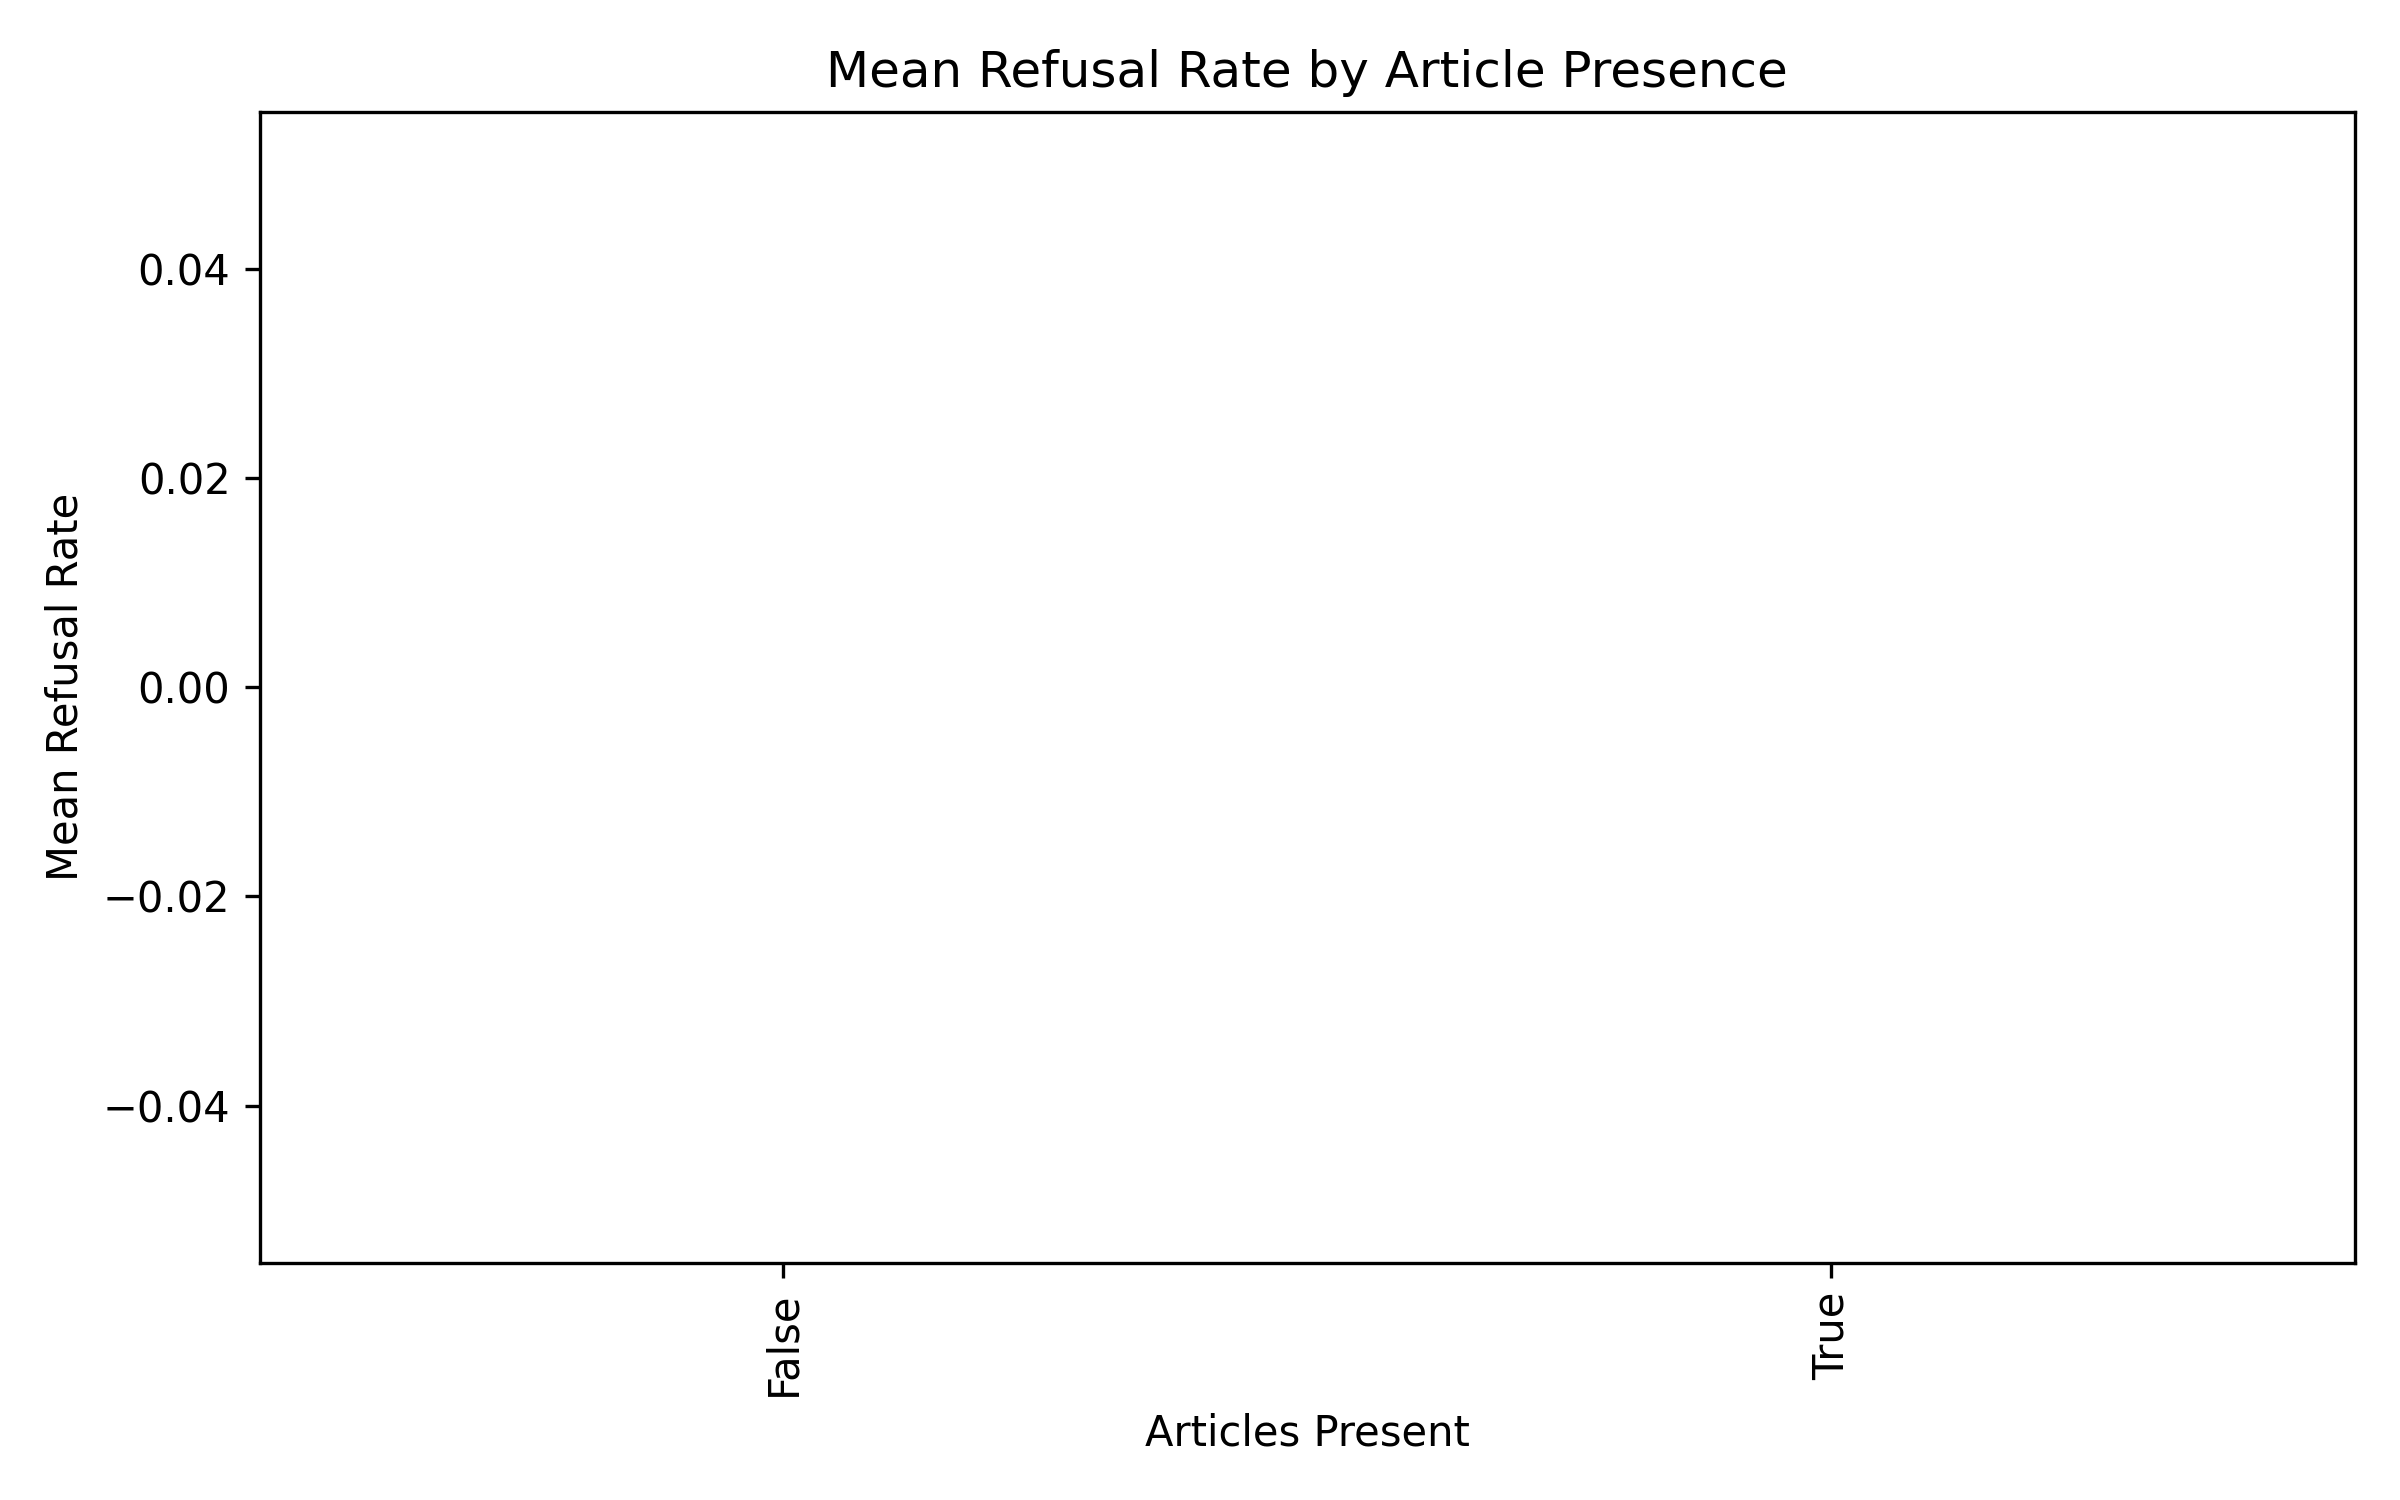 Mean Refusal Rate by Article Presence
Mean Refusal Rate
0.04
0.02
0.00
−0.02
−0.04
False
True
Articles Present